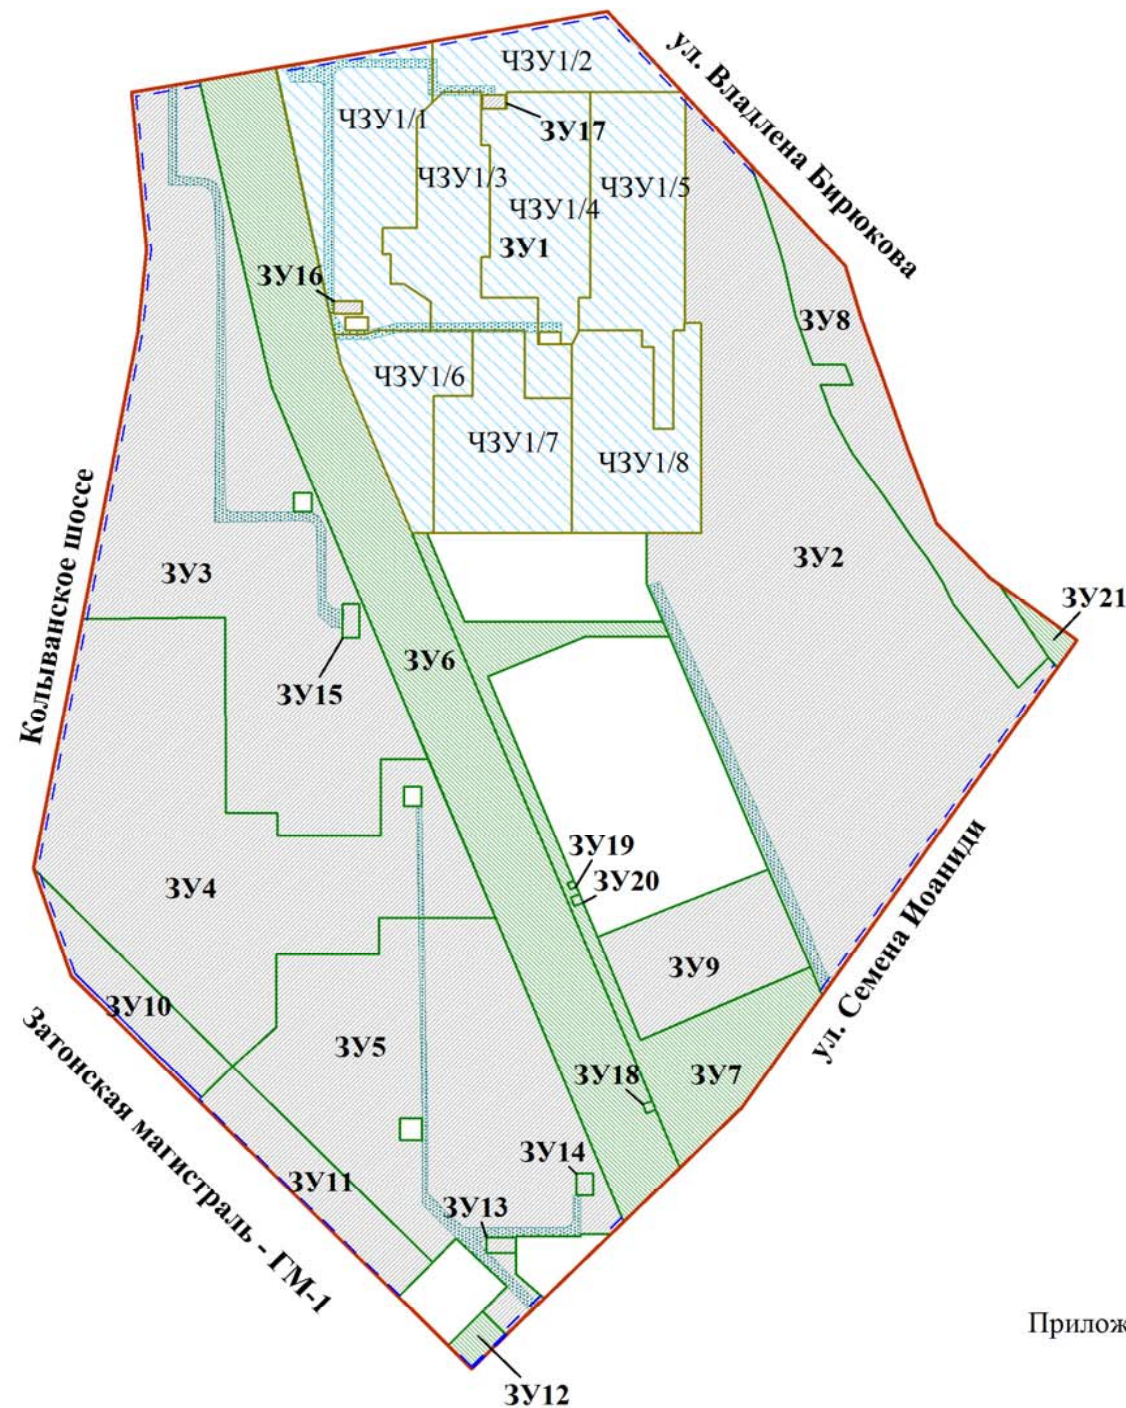 ул. Владлена Бирюкова
ЧЗУ1/2
ЧЗУ1/1
ЗУ17
ЧЗУ1/3
ЧЗУ1/5
ЧЗУ1/4
ЗУ1
ЗУ16
ЗУ8
ЧЗУ1/6
ЧЗУ1/7
ЧЗУ1/8
Колыванское шоссе
ЗУ3
ЗУ2
ЗУ21
ЗУ6
ЗУ15
ЗУ19
ЗУ20
ЗУ4
ул. Семена Иоаниди
ЗУ9
ЗУ10
ЗУ5
ЗУ18
ЗУ7
Затонская магистраль - ГМ-1
ЗУ14
ЗУ11
ЗУ13
Прилож
ЗУ12